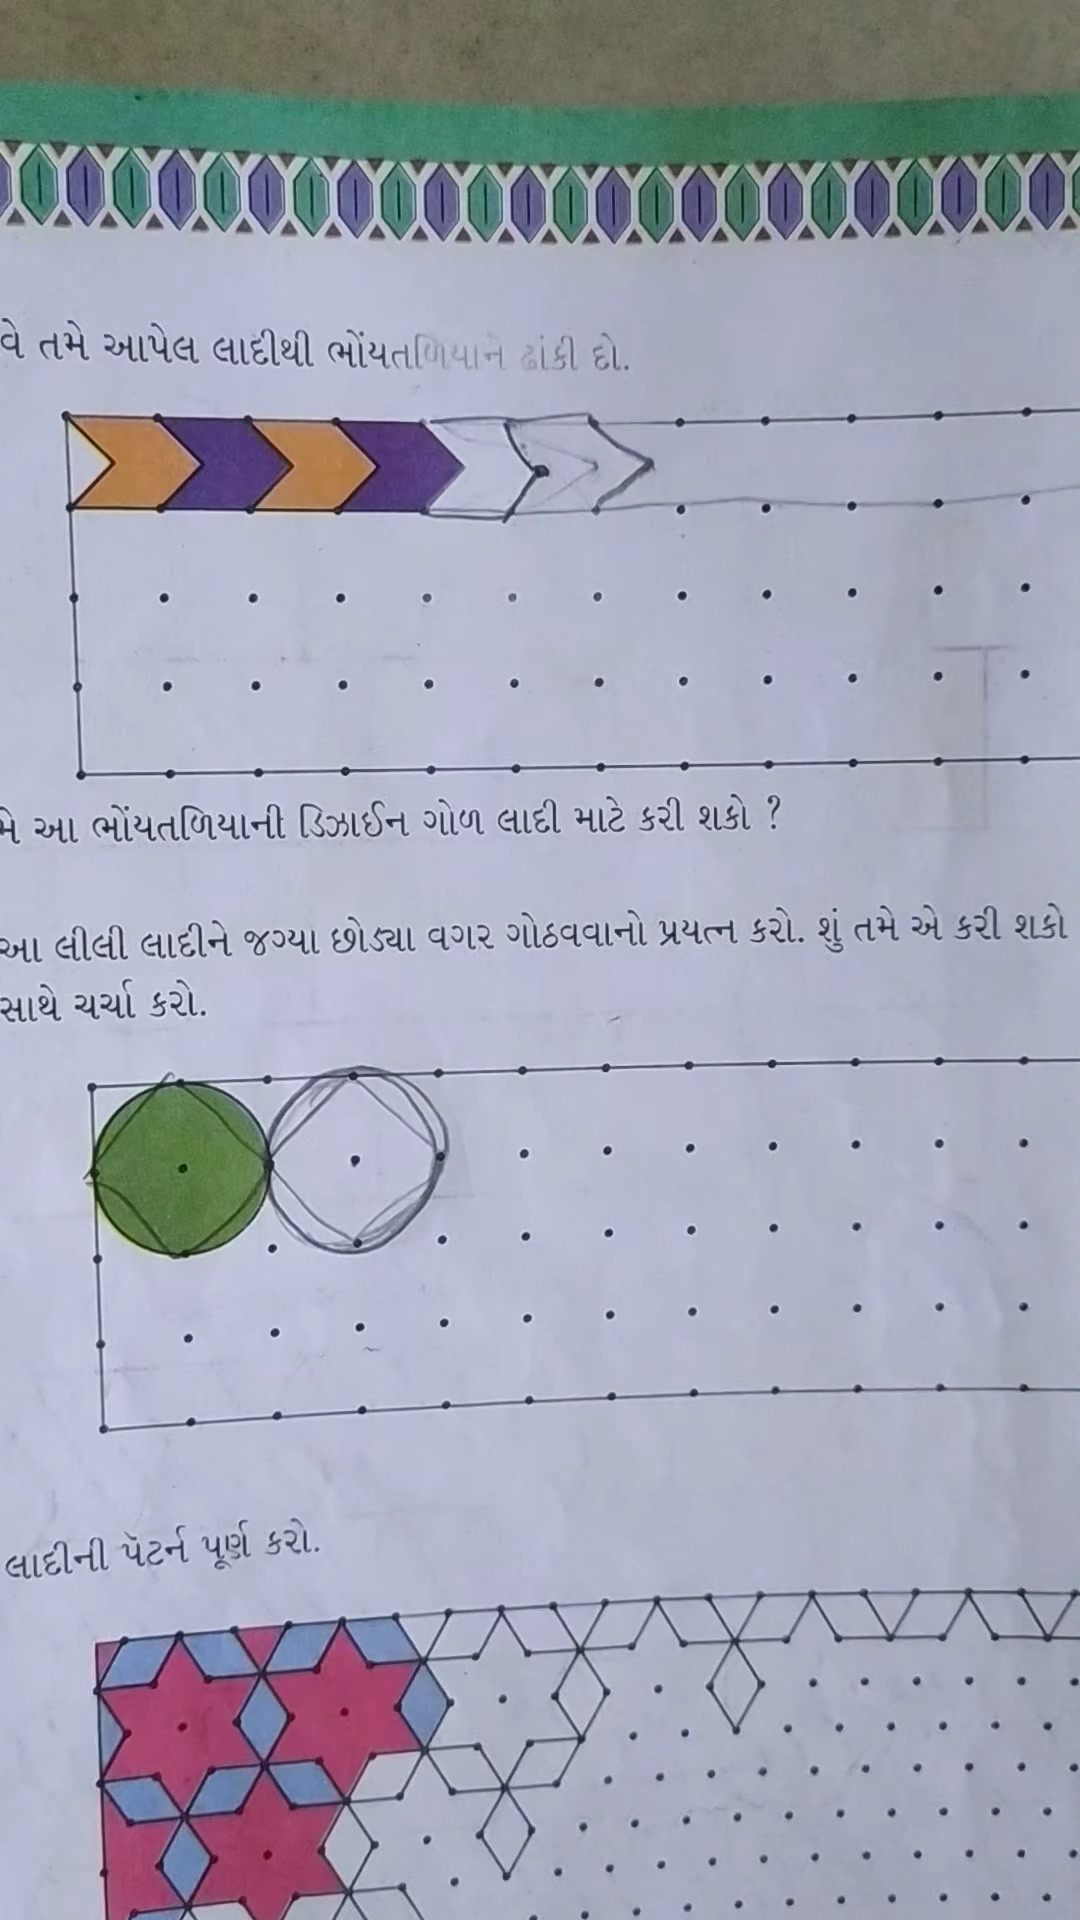 વે તમે આપેલ લાદીથી ભોંયતળિયાને ઢાંકી દો.
મે આ ભોંયતળિયાની ડિઝાઈન ગોળ લાદી માટે કરી શકો ?
આ લીલી લાદીને જગ્યા છોડ્યા વગર ગોઠવવાનો પ્રયત્ન કરો. શું તમે એ કરી શકો
સાથે ચર્ચા કરો.
લાદીની પૅટર્ન પૂર્ણ કરો.